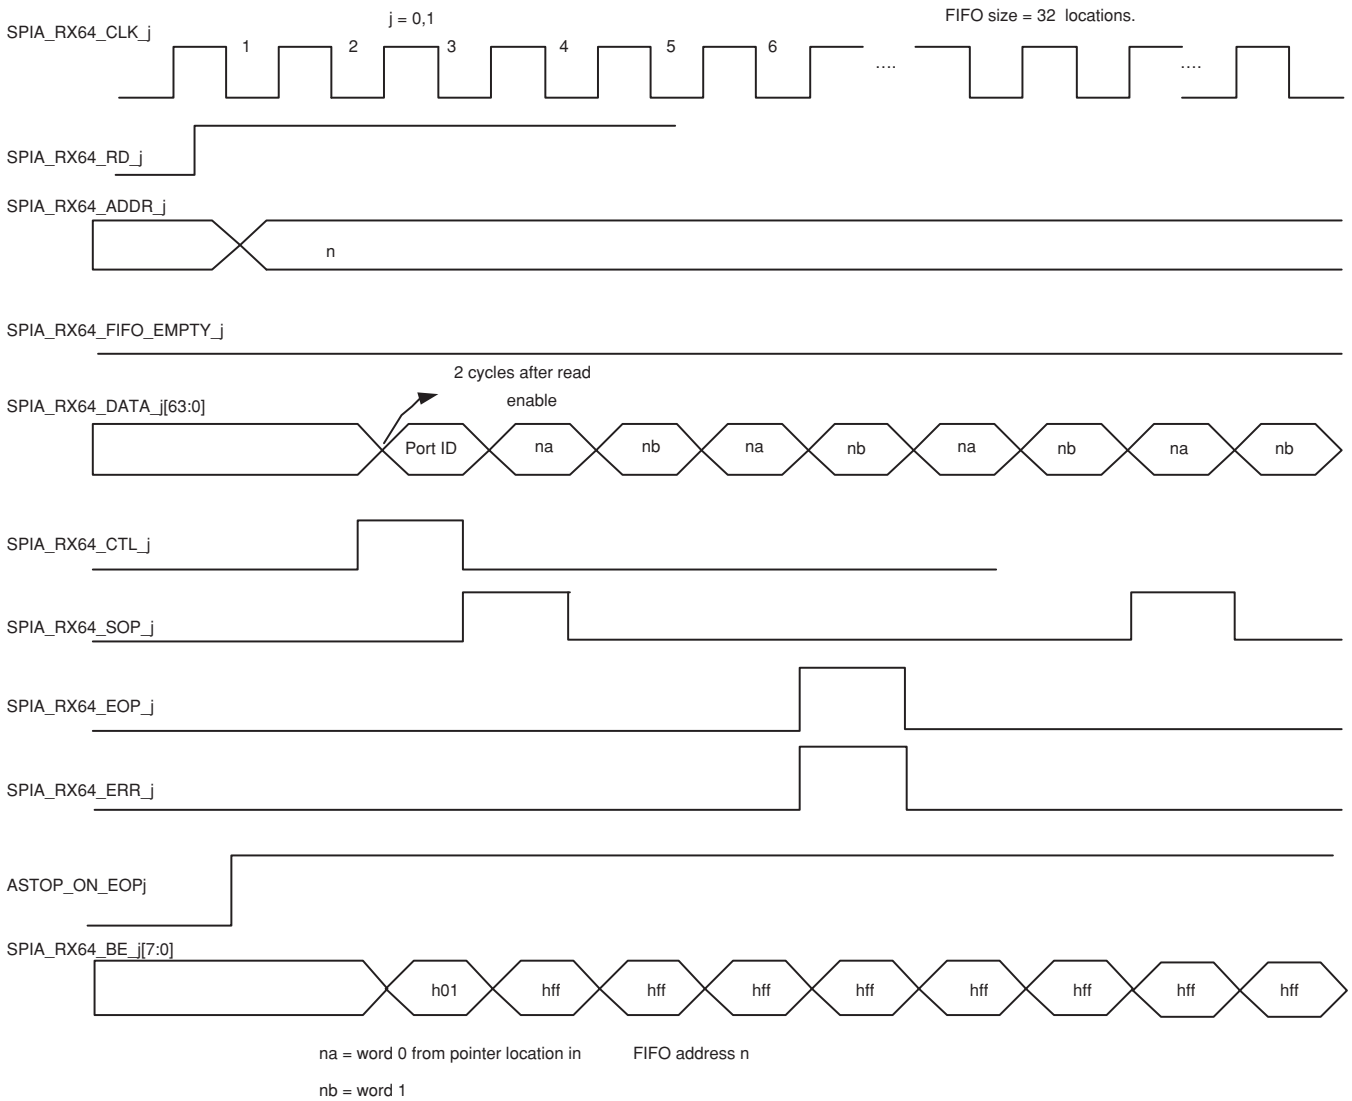 j = 0,1
FIFO size = 32 locations.
SPIA_RX64_CLK_j
1 2 3 4 5 6
.... ....
SPIA_RX64_RD_j
SPIA_RX64_ADDR_j
n
SPIA_RX64_FIFO_EMPTY_j
2 cycles after read
enable
SPIA_RX64_DATA_j[63:0]
Port ID na nb na nb na nb na nb
SPIA_RX64_CTL_j
SPIA_RX64_SOP_j
SPIA_RX64_EOP_j
SPIA_RX64_ERR_j
ASTOP_ON_EOPj
SPIA_RX64_BE_j[7:0]
h01 hff hff hff hff hff hff hff hff
na = word 0 from pointer location in FIFO address n
nb = word 1